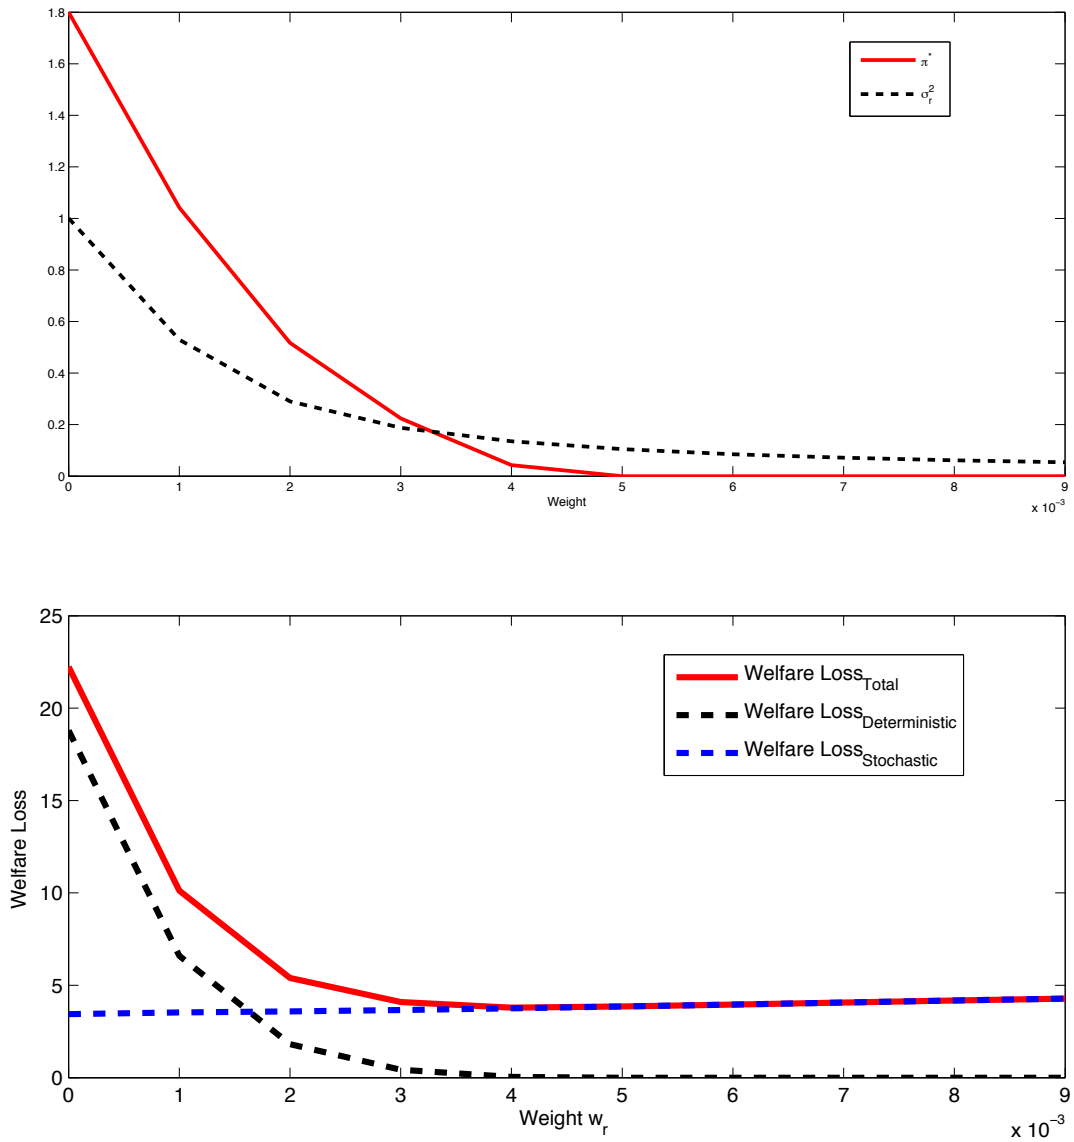 1.8
1.6
1.4
1.2
1
0.8
0.6
0.4
0.2
0
π*
σ_r^2
0 1 2 3 4 5 6 7 8 9
Weight
x 10^-3
25
20
15
10
5
0
Welfare Loss
Welfare Loss_Total
Welfare Loss_Deterministic
Welfare Loss_Stochastic
0 1 2 3 4 5 6 7 8 9
Weight w_r
x 10^-3